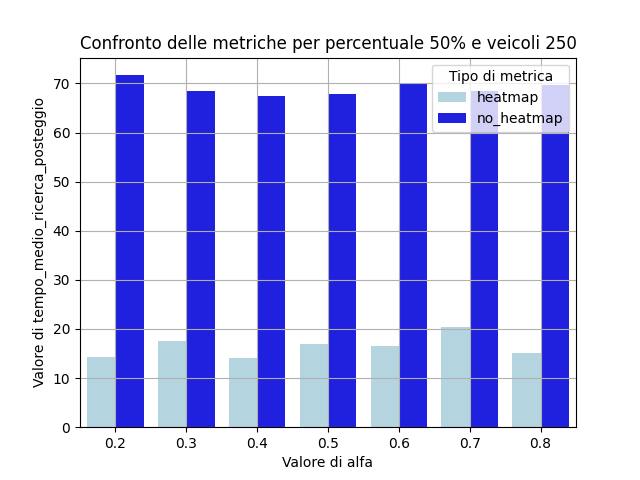 Confronto delle metriche per percentuale 50% e veicoli 250
Valore di tempo_medio_ricerca_posteggio
70
60
50
40
30
20
10
0
Tipo di metrica
heatmap
no_heatmap
0.2 0.3 0.4 0.5 0.6 0.7 0.8
Valore di alfa